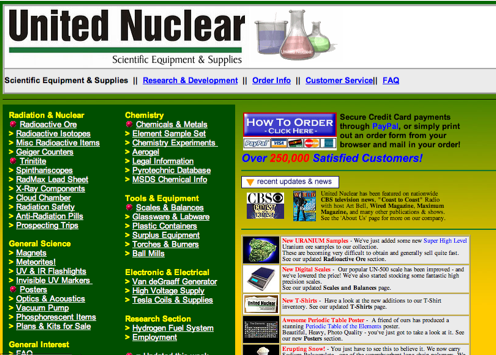 United Nuclear
Scientific Equipment & Supplies
Scientific Equipment & Supplies || Research & Development || Order Info || Customer Service|| FAQ
Radiation & Nuclear
> Radioactive Ore
> Radioactive Isotopes
> Misc Radioactive Items
> Geiger Counters
> Trinitite
> Spinthariscopes
> RadMax Lead Sheet
> X-Ray Components
> Cloud Chamber
> Radiation Safety
> Anti-Radiation Pills
> Prospecting Trips
General Science
> Magnets
> Meteorites!
> UV & IR Flashlights
> Invisible UV Markers
> Posters
> Optics & Acoustics
> Vacuum Pump
> Phosphorescent Items
> Plans & Kits for Sale
General Interest
> FAQ
Chemistry
> Chemicals & Metals
> Element Sample Set
> Chemistry Experiments
> Aerogel
> Legal Information
> Pyrotechnic Database
> MSDS Chemical Info
Tools & Equipment
> Scales & Balances
> Glassware & Labware
> Plastic Containers
> Surplus Equipment
> Torches & Burners
> Ball Mills
Electronic & Electrical
> Van deGraff Generator
> High Voltage Supply
> Tesla Coils & Supplies
Research Section
> Hydrogen Fuel System
> Employment
HOW TO ORDER
- CLICK HERE -
PayPal VISA
Secure Credit Card payments
through PayPal, or simply print
out an order form from your
browser and mail in your order!
Over 250,000 Satisfied Customers!
recent updates & news
CBS
United Nuclear has been featured on nationwide
CBS television news, "Coast to Coast" Radio
with host Art Bell, Wired Magazine, Maximum
Magazine, and many other publications & shows.
See the 'About Us' page for more on our company.
New URANIUM Samples - We've just added some new Super High Level
Uranium ore samples to our collection.
These are becoming very difficult to obtain and generally sell quite fast.
See our updated Radioactive Ore section.
New Digital Scales - Our popular UN-500 scale has been improved - and
we've lowered the price! We're also stocking some fantastic high
precision scales.
See our updated Scales and Balances page.
United Nuclear
New T-Shirts - Have a look at the new additions to our T-Shirt
inventory. See our updated T-Shirts page.
Awesome Periodic Table Poster - A friend of ours has produced a
stunning Periodic Table of the Elements poster.
Beautiful, Heavy, Photo Quality - you've just got to take a look at it. See
our new Posters section.
Erupting Snow! - You just have to see this to believe it. We now carry